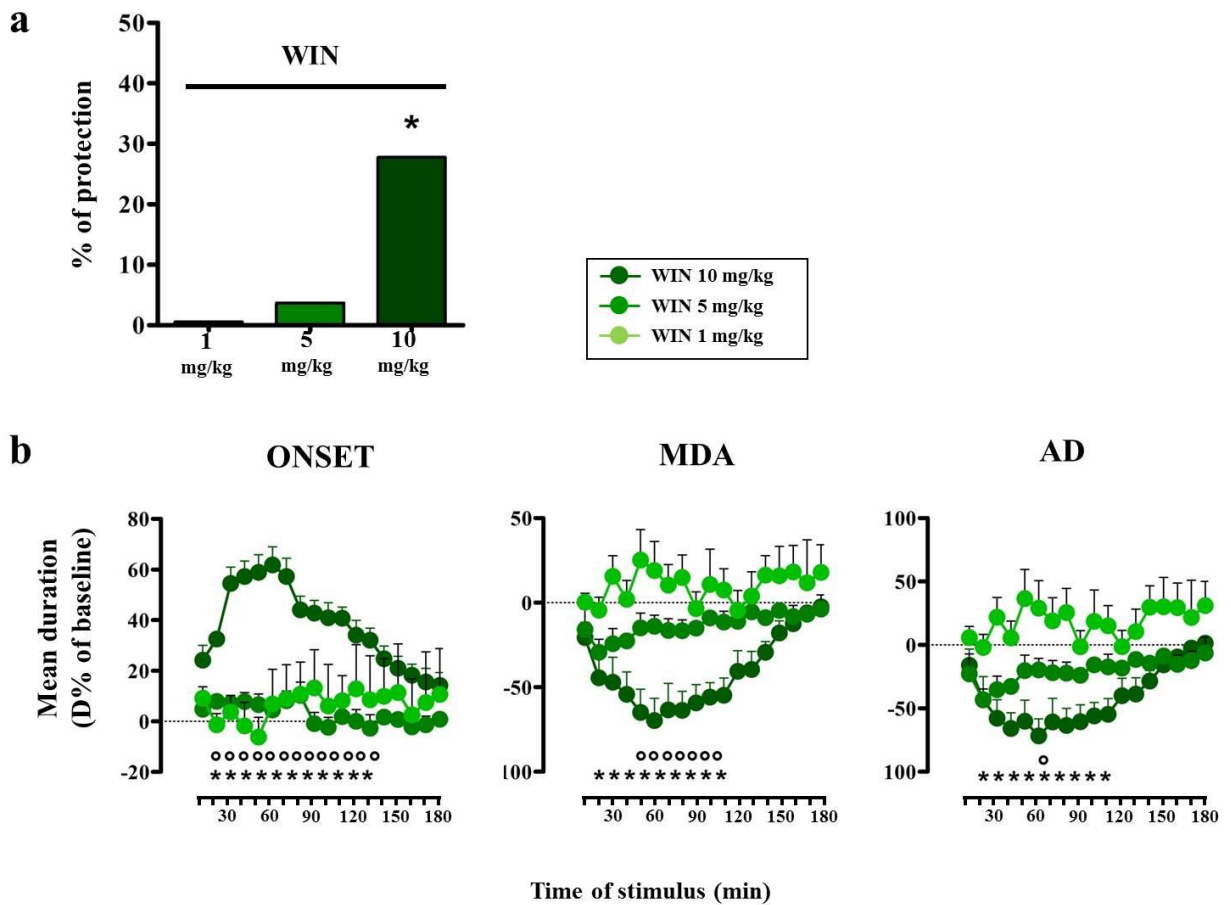 a
50
40
30
20
10
0
% of protection
WIN
*
1
mg/kg
5
mg/kg
10
mg/kg
WIN 10 mg/kg
WIN 5 mg/kg
WIN 1 mg/kg
b
ONSET
MDA
AD
Mean duration
(D% of baseline)
80
60
40
20
0
-20
30 60 90 120 150 180
50
0
-50
100
30 60 90 120 150 180
100
50
0
-50
100
30 60 90 120 150 180
Time of stimulus (min)